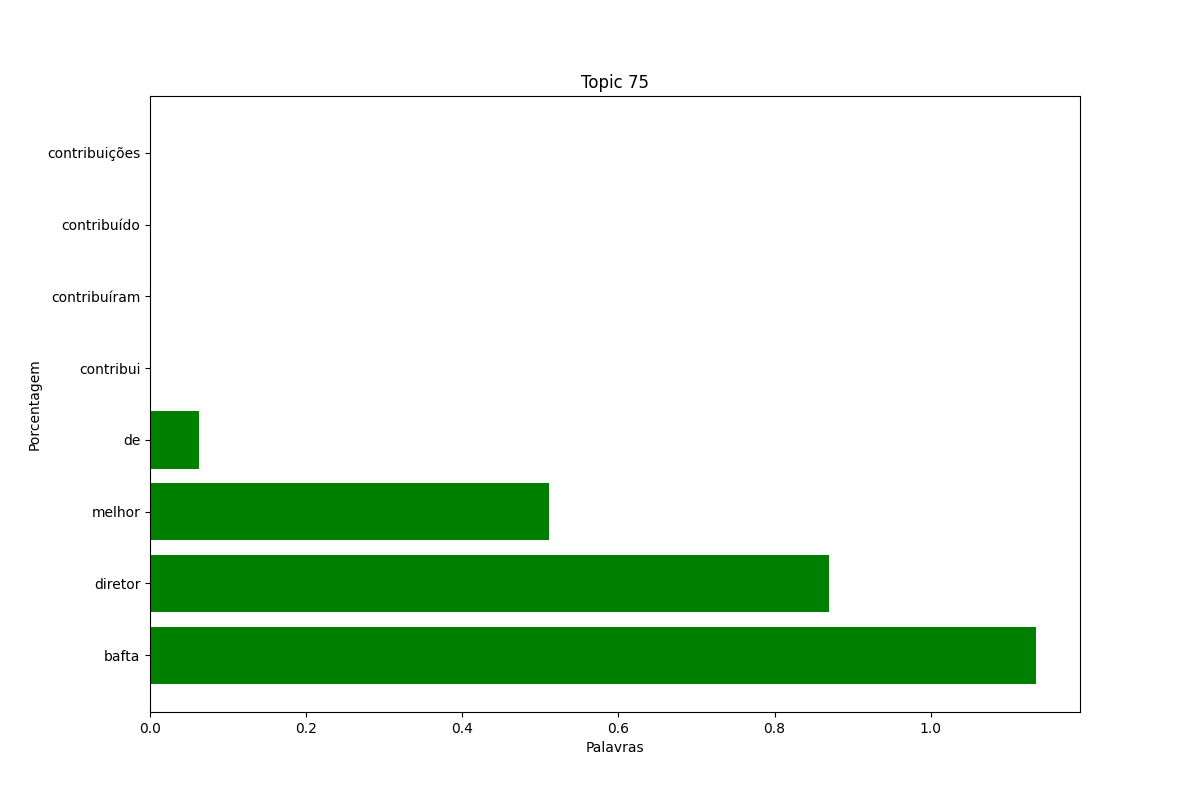 Topic 75
contribuições
contribuído
contribuíram
contribui
de
melhor
diretor
bafta
Porcentagem
0.0 0.2 0.4 0.6 0.8 1.0
Palavras